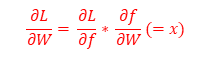 ∂L/∂W = ∂L/∂f * ∂f/∂W (= x)